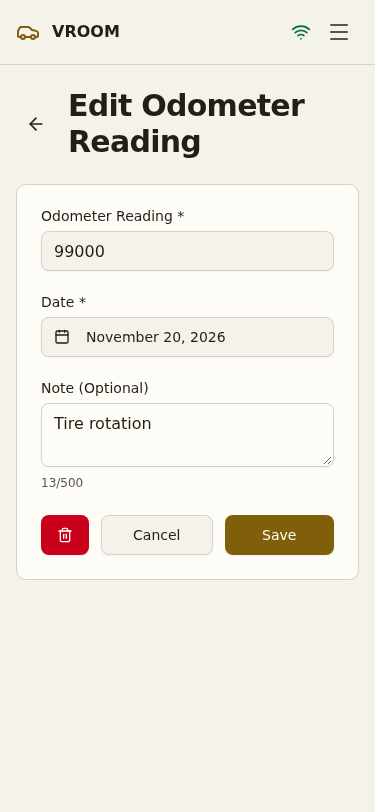 VROOM
Edit Odometer
Reading
Odometer Reading *
99000
Date *
November 20, 2026
Note (Optional)
Tire rotation
13/500
Cancel
Save